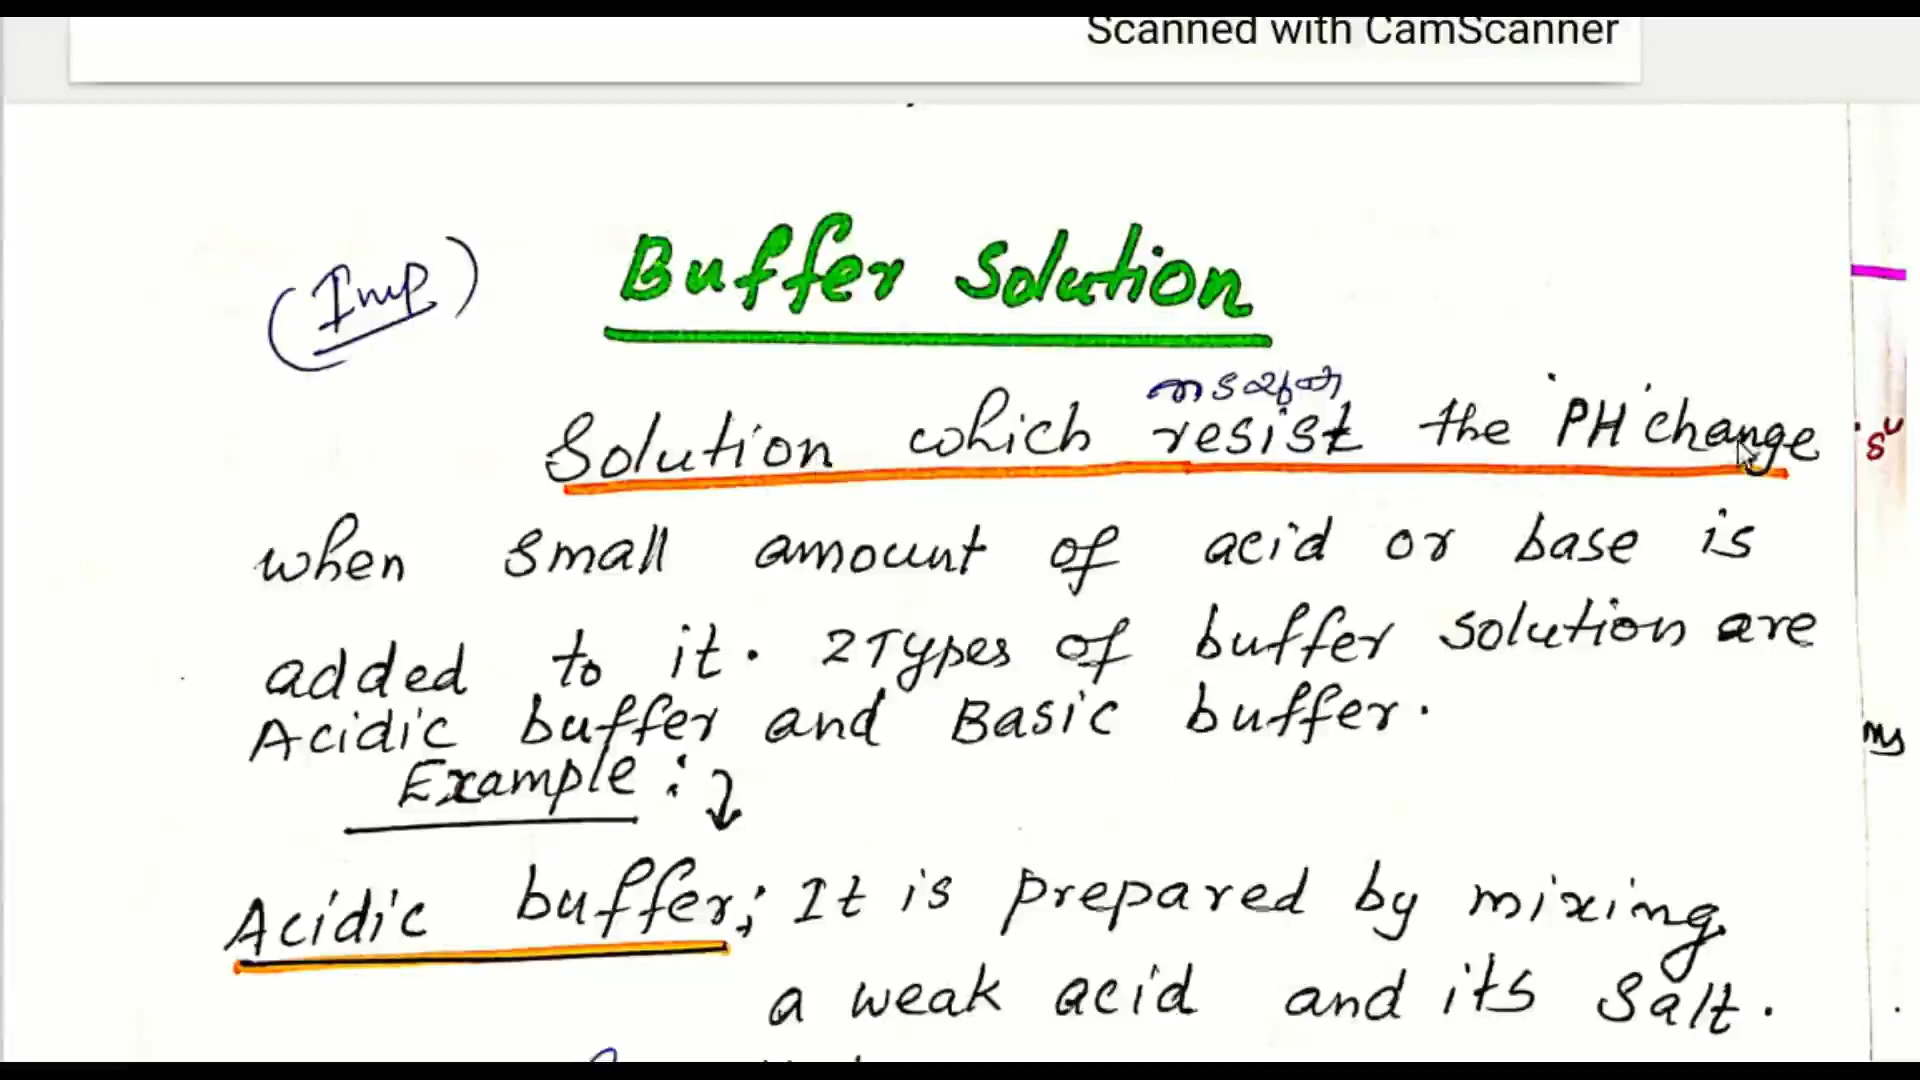 Scanned with CamScanner
(Imp)
Buffer Solution
Solution which resist the 'PH' change
when small amount of acid or base is
added to it. 2 Types of buffer solution are
Acidic buffer and Basic buffer.
Example :
Acidic buffer; It is prepared by mixing
a weak acid and its salt.